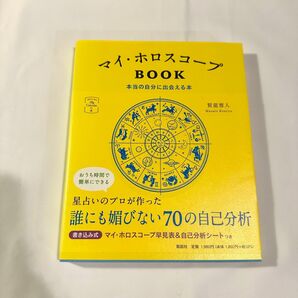 マイ・ホロスコープ
BOOK
本当の自分に出会える本
賢龍雅人
Masato Kenryu
おうち時間で
簡単にできる
星占いのプロが作った
誰にも媚びない70の自己分析
書き込み式 マイ・ホロスコープ早見表&自己分析シートつき